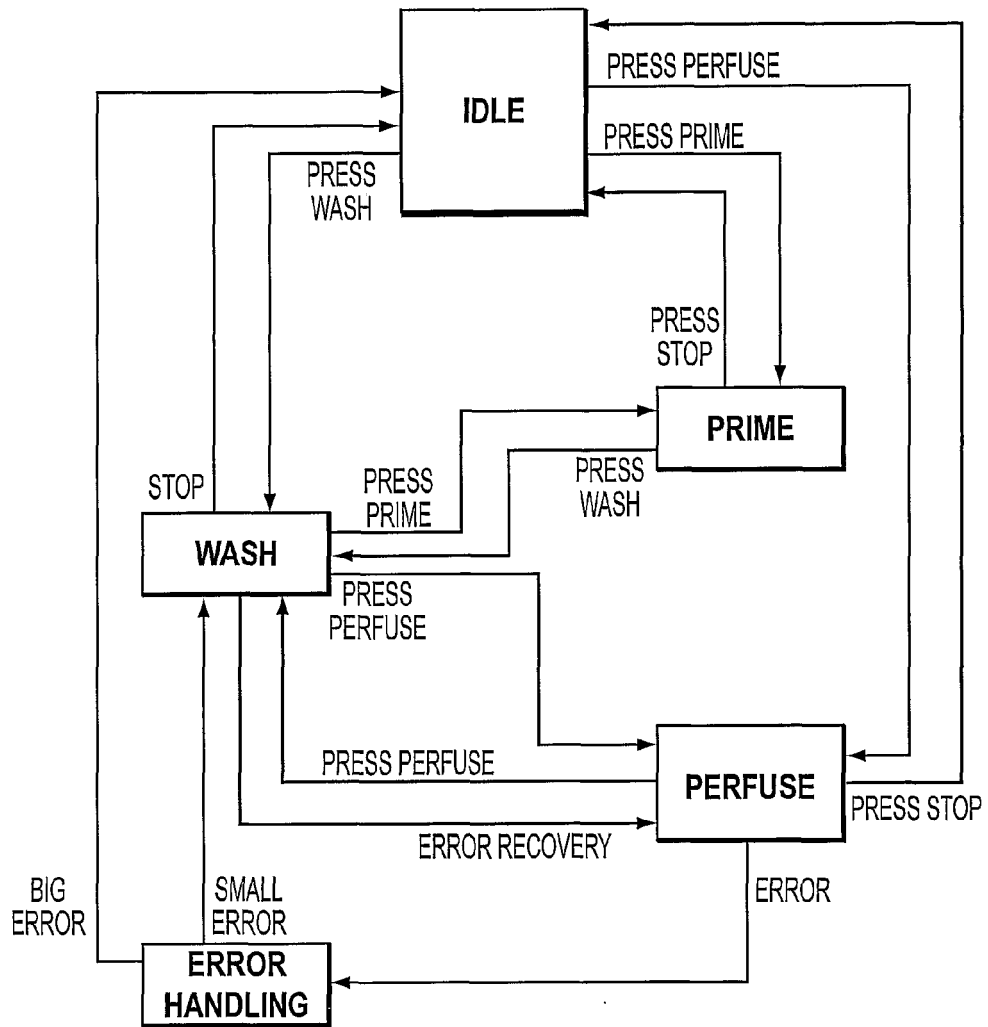 IDLE
PRESS PERFUSE
PRESS PRIME
PRESS
WASH
PRESS
STOP
PRIME
PRESS
WASH
STOP
PRESS
PRIME
WASH
PRESS
PERFUSE
PRESS PERFUSE
PERFUSE
PRESS STOP
ERROR RECOVERY
BIG
ERROR
SMALL
ERROR
ERROR
ERROR
HANDLING